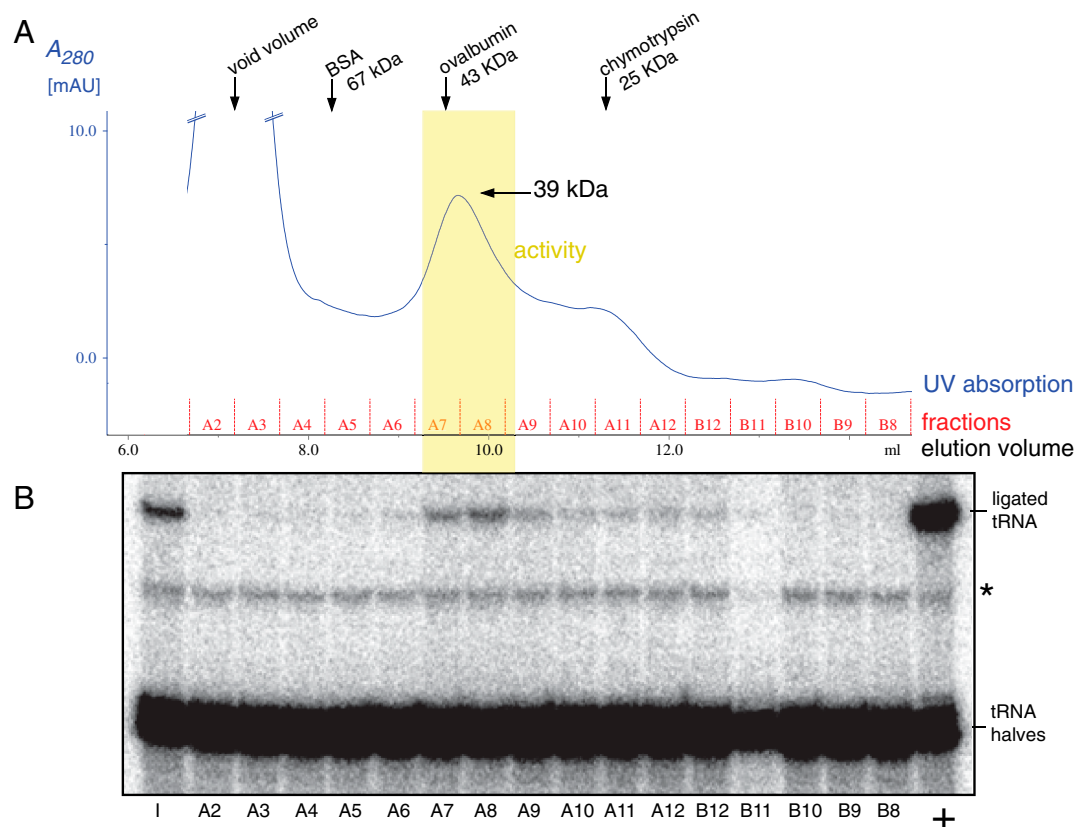 A
A280
[mAU]
void volume
BSA
67 kDa
ovalbumin
43 KDa
chymotrypsin
25 KDa
10.0
39 kDa
activity
0.0
UV absorption
A2 A3 A4 A5 A6 A7 A8 A9 A10 A11 A12 B12 B11 B10 B9 B8
fractions
6.0 8.0 10.0 12.0 ml
elution volume
B
ligated
tRNA
*
tRNA
halves
I A2 A3 A4 A5 A6 A7 A8 A9 A10 A11 A12 B12 B11 B10 B9 B8 +